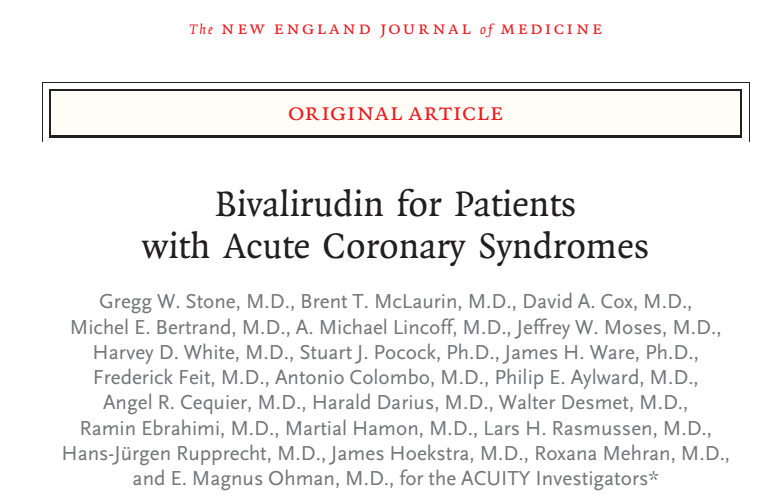 The NEW ENGLAND JOURNAL of MEDICINE
ORIGINAL ARTICLE
Bivalirudin for Patients
with Acute Coronary Syndromes
Gregg W. Stone, M.D., Brent T. McLaurin, M.D., David A. Cox, M.D.,
Michel E. Bertrand, M.D., A. Michael Lincoff, M.D., Jeffrey W. Moses, M.D.,
Harvey D. White, M.D., Stuart J. Pocock, Ph.D., James H. Ware, Ph.D.,
Frederick Feit, M.D., Antonio Colombo, M.D., Philip E. Aylward, M.D.,
Angel R. Cequier, M.D., Harald Darius, M.D., Walter Desmet, M.D.,
Ramin Ebrahimi, M.D., Martial Hamon, M.D., Lars H. Rasmussen, M.D.,
Hans-Jürgen Rupprecht, M.D., James Hoekstra, M.D., Roxana Mehran, M.D.,
and E. Magnus Ohman, M.D., for the ACUITY Investigators*